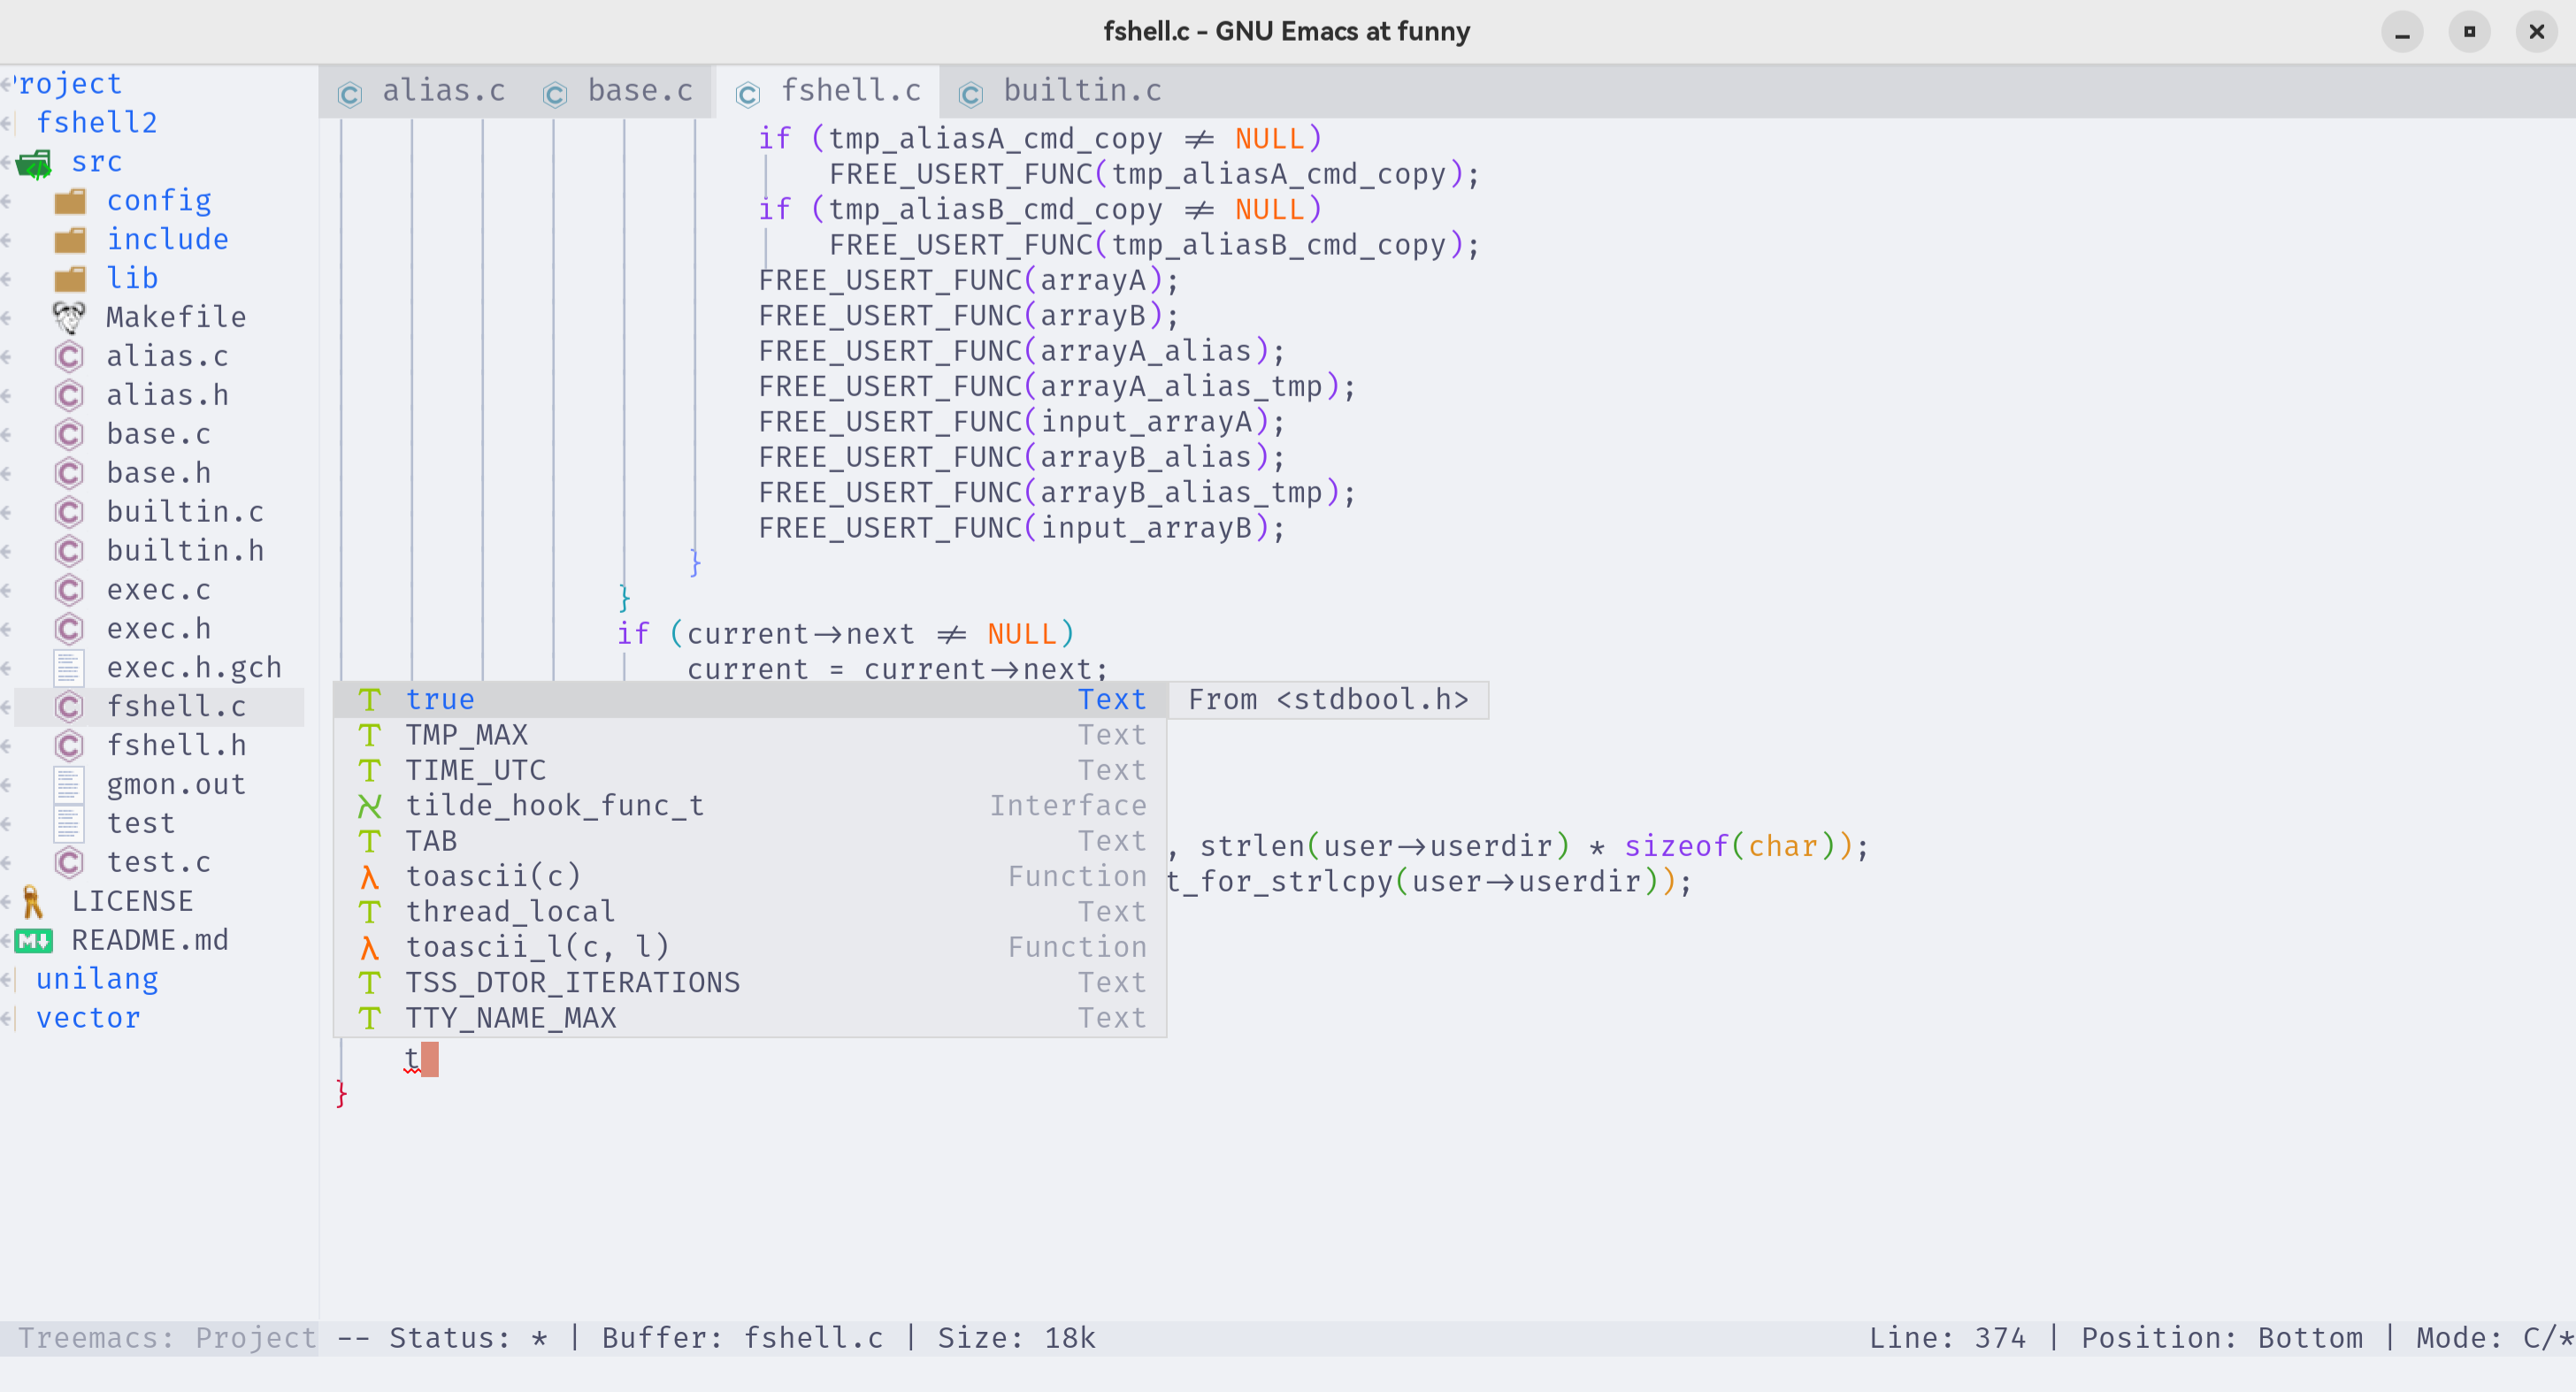 fshell.c - GNU Emacs at funny
Project
fshell2
src
config
include
lib
Makefile
alias.c
alias.h
base.c
base.h
builtin.c
builtin.h
exec.c
exec.h
exec.h.gch
fshell.c
fshell.h
gmon.out
test
test.c
LICENSE
README.md
unilang
vector
Treemacs: Project
alias.c base.c fshell.c builtin.c
if (tmp_aliasA_cmd_copy ≠ NULL)
FREE_USERT_FUNC(tmp_aliasA_cmd_copy);
if (tmp_aliasB_cmd_copy ≠ NULL)
FREE_USERT_FUNC(tmp_aliasB_cmd_copy);
FREE_USERT_FUNC(arrayA);
FREE_USERT_FUNC(arrayB);
FREE_USERT_FUNC(arrayA_alias);
FREE_USERT_FUNC(arrayA_alias_tmp);
FREE_USERT_FUNC(input_arrayA);
FREE_USERT_FUNC(arrayB_alias);
FREE_USERT_FUNC(arrayB_alias_tmp);
FREE_USERT_FUNC(input_arrayB);
}
}
if (current→next ≠ NULL)
current = current→next;
T true Text From <stdbool.h>
T TMP_MAX Text
T TIME_UTC Text
tilde_hook_func_t Interface
T TAB Text , strlen(user→userdir) * sizeof(char));
λ toascii(c) Function t_for_strlcpy(user→userdir));
T thread_local Text
λ toascii_l(c, l) Function
T TSS_DTOR_ITERATIONS Text
T TTY_NAME_MAX Text
t
}
-- Status: * | Buffer: fshell.c | Size: 18k Line: 374 | Position: Bottom | Mode: C/*